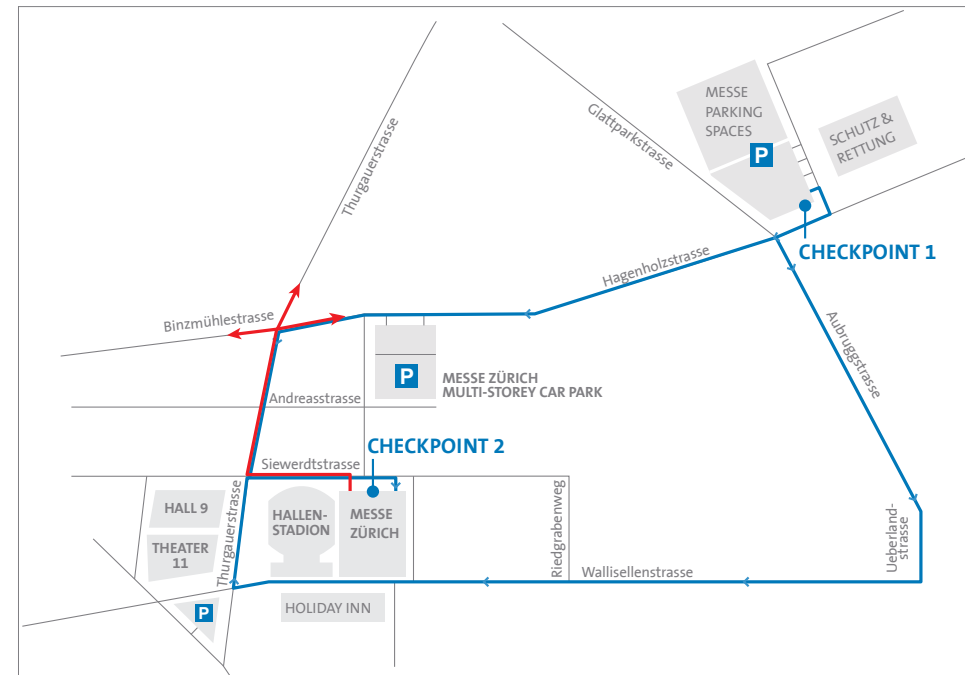 MESSE
PARKING
SPACES
P
SCHUTZ &
RETTUNG
Glattparkstrasse
Thurgauerstrasse
CHECKPOINT 1
Hagenholzstrasse
Binzmühlestrasse
Aubruggstrasse
P
MESSE ZÜRICH
MULTI-STOREY CAR PARK
Andreasstrasse
CHECKPOINT 2
Siewerdtstrasse
HALL 9
THEATER
11
Thurgauerstrasse
HALLEN-
STADION
MESSE
ZÜRICH
Riedgrabenweg
Ueberland-
strasse
Wallisellenstrasse
P
HOLIDAY INN